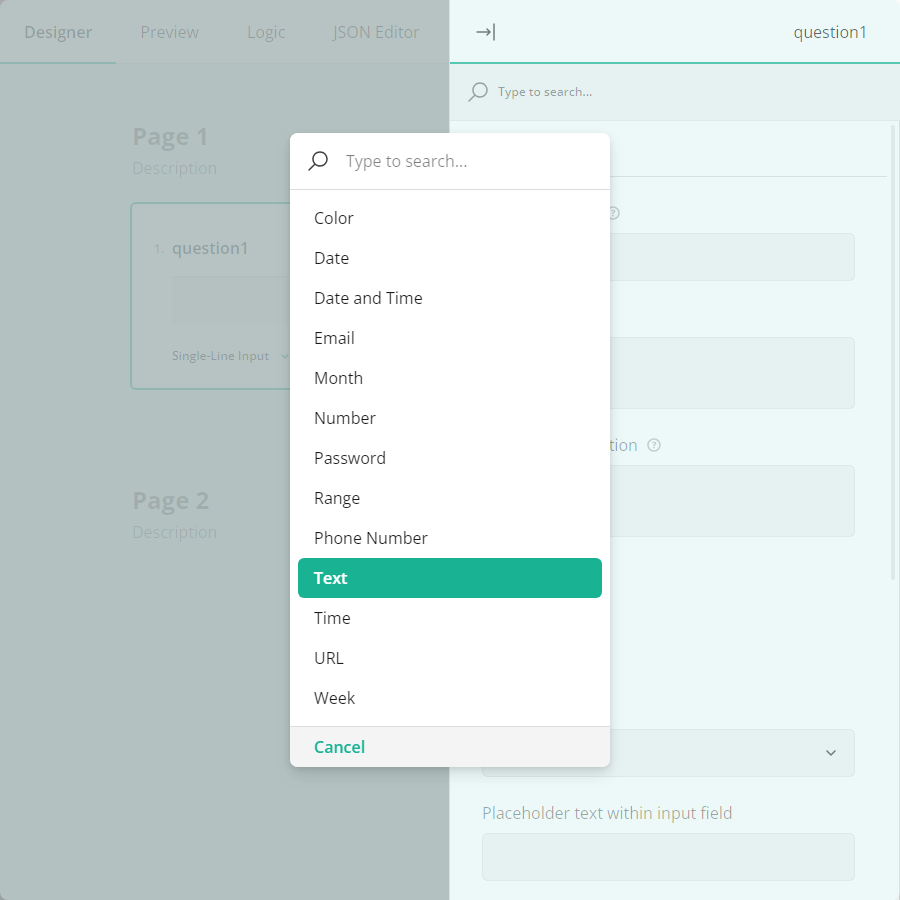 Designer Preview Logic JSON Editor question1
Type to search...
Page 1
Description
Type to search...
1. question1
Single-Line Input
Page 2
Description
Color
Date
Date and Time
Email
Month
Number
Password
Range
Phone Number
Text
Time
URL
Week
Cancel
Placeholder text within input field